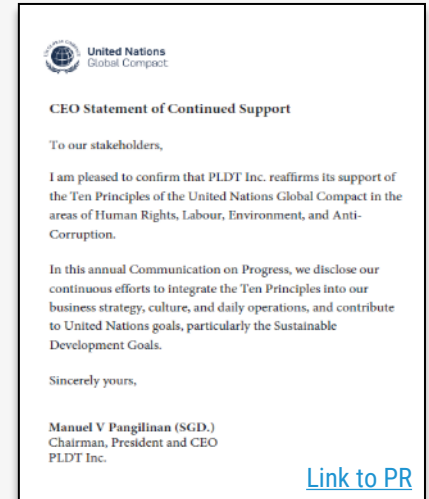 United Nations
Global Compact
CEO Statement of Continued Support
To our stakeholders,
I am pleased to confirm that PLDT Inc. reaffirms its support of
the Ten Principles of the United Nations Global Compact in the
areas of Human Rights, Labour, Environment, and Anti-
Corruption.
In this annual Communication on Progress, we disclose our
continuous efforts to integrate the Ten Principles into our
business strategy, culture, and daily operations, and contribute
to United Nations goals, particularly the Sustainable
Development Goals.
Sincerely yours,
Manuel V Pangilinan (SGD.)
Chairman, President and CEO
PLDT Inc.
Link to PR